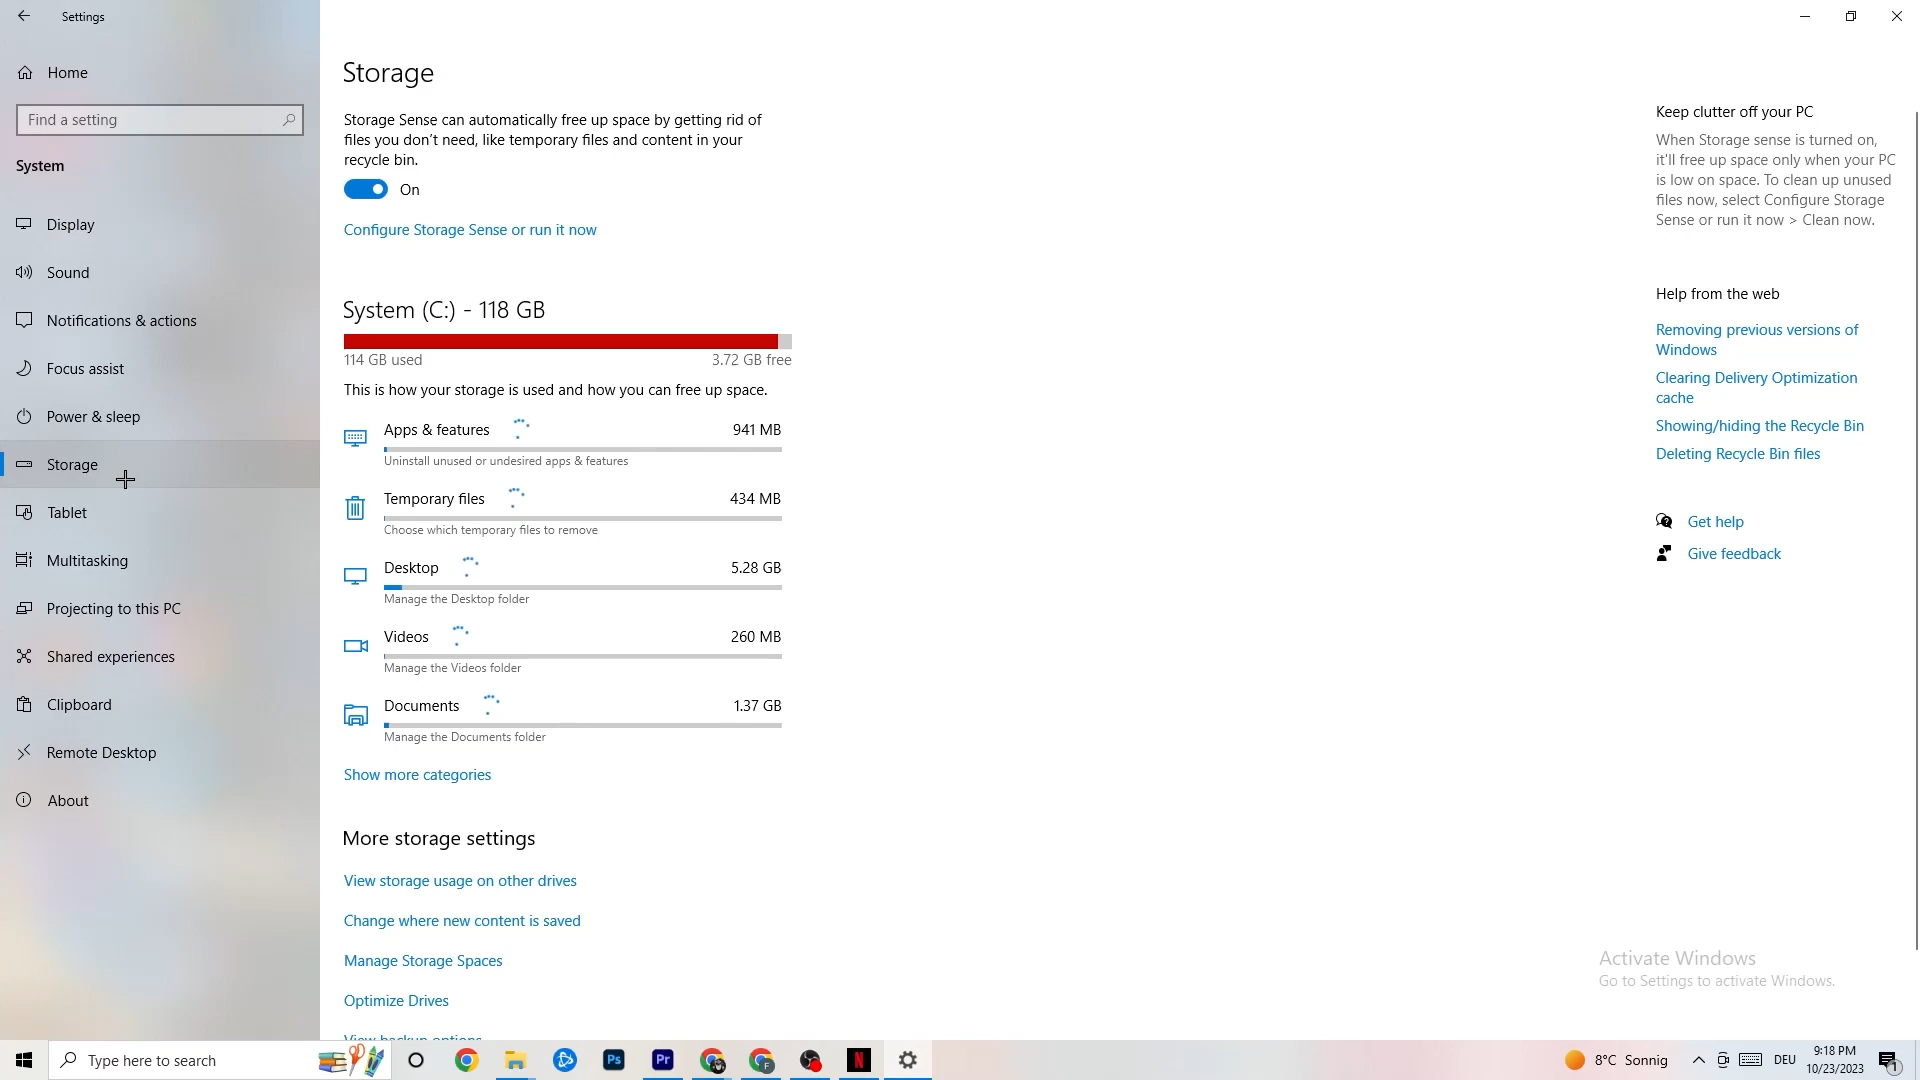 Settings
Home
Find a setting
System
Display
Sound
Notifications & actions
Focus assist
Power & sleep
Storage
Tablet
Multitasking
Projecting to this PC
Shared experiences
Clipboard
Remote Desktop
About
Storage
Storage Sense can automatically free up space by getting rid of
files you don't need, like temporary files and content in your
recycle bin.
On
Configure Storage Sense or run it now
System (C:) - 118 GB
114 GB used
3.72 GB free
This is how your storage is used and how you can free up space.
Apps & features
941 MB
Uninstall unused or undesired apps & features
Temporary files
434 MB
Choose which temporary files to remove
Desktop
5.28 GB
Manage the Desktop folder
Videos
260 MB
Manage the Videos folder
Documents
1.37 GB
Manage the Documents folder
Show more categories
More storage settings
View storage usage on other drives
Change where new content is saved
Manage Storage Spaces
Optimize Drives
View backup options
Keep clutter off your PC
When Storage sense is turned on,
it'll free up space only when your PC
is low on space. To clean up unused
files now, select Configure Storage
Sense or run it now > Clean now.
Help from the web
Removing previous versions of
Windows
Clearing Delivery Optimization
cache
Showing/hiding the Recycle Bin
Deleting Recycle Bin files
Get help
Give feedback
Activate Windows
Go to Settings to activate Windows.
Type here to search
Ps
Pr
F
N
8°C Sonnig
DEU
9:18 PM
10/23/2023
1